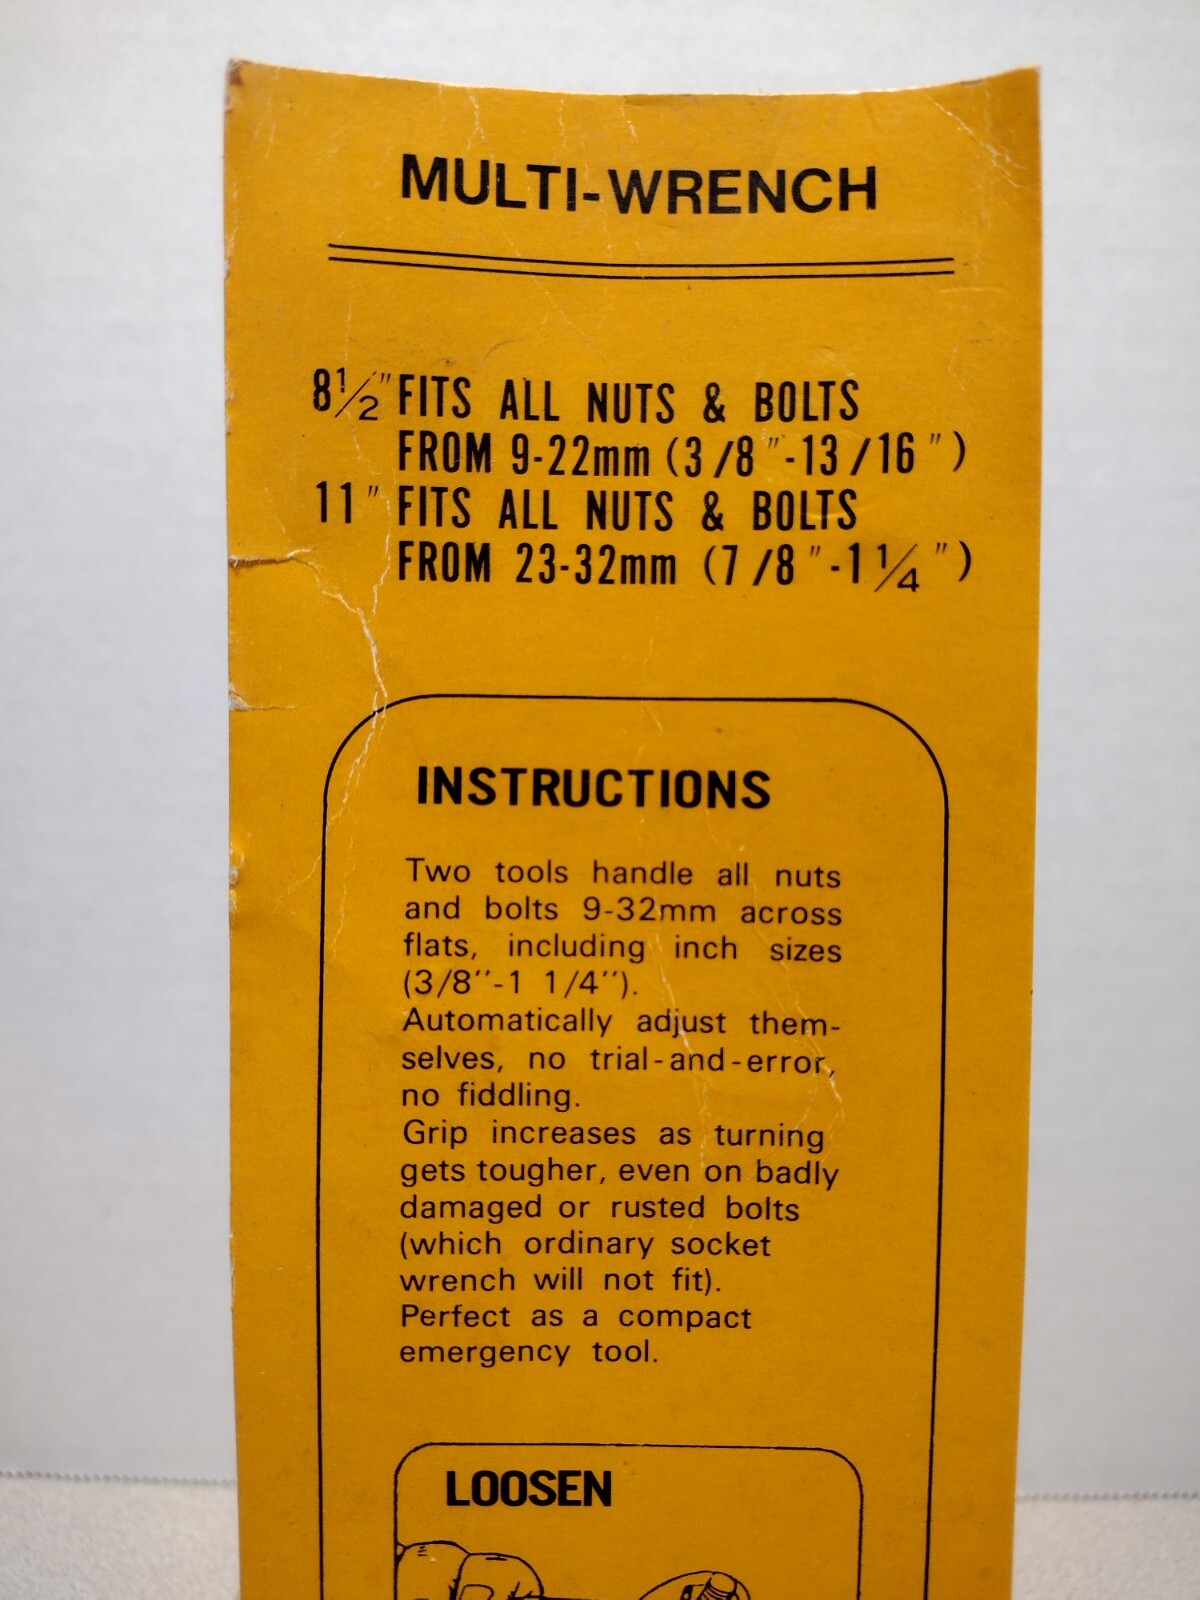 MULTI-WRENCH
8 1/2" FITS ALL NUTS & BOLTS
FROM 9-22mm (3/8"-13/16")
11" FITS ALL NUTS & BOLTS
FROM 23-32mm (7/8"-1 1/4")
INSTRUCTIONS
Two tools handle all nuts
and bolts 9-32mm across
flats, including inch sizes
(3/8''-1 1/4'').
Automatically adjust them-
selves, no trial-and-error,
no fiddling.
Grip increases as turning
gets tougher, even on badly
damaged or rusted bolts
(which ordinary socket
wrench will not fit).
Perfect as a compact
emergency tool.
LOOSEN